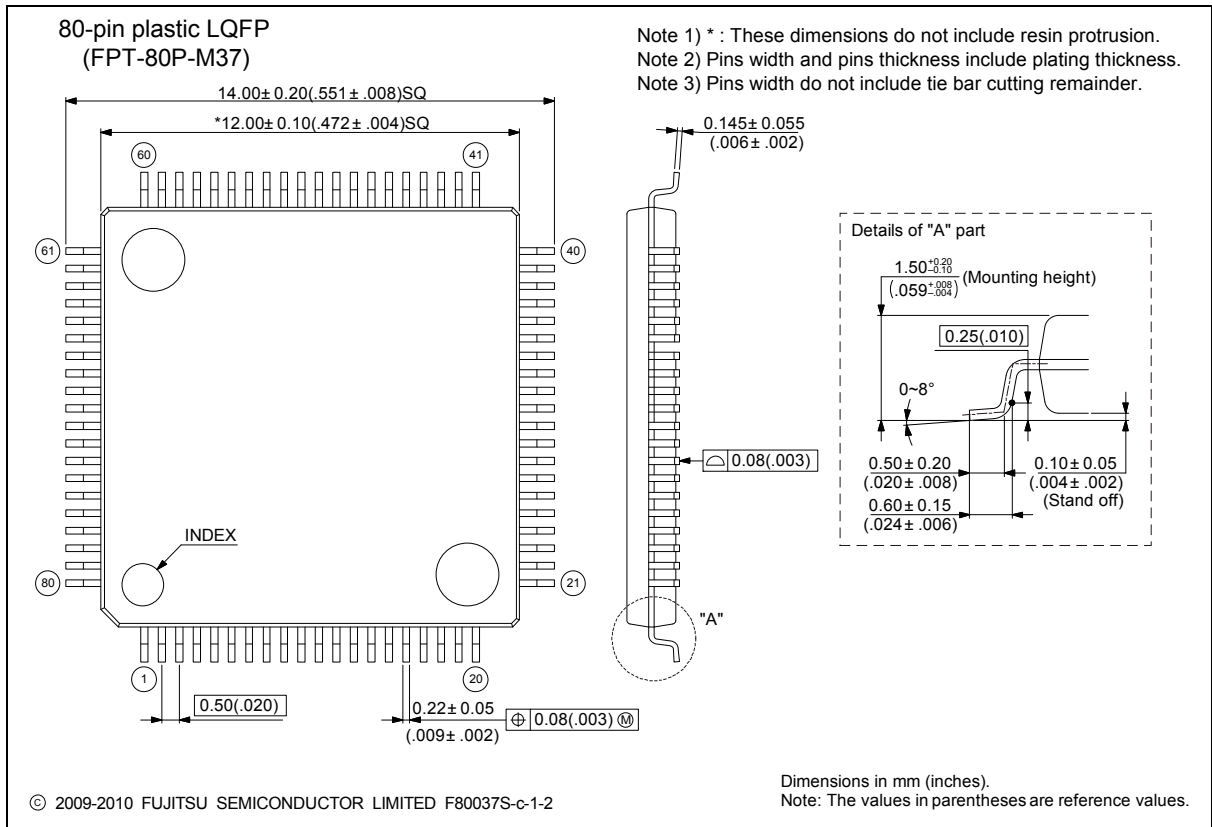 80-pin plastic LQFP
(FPT-80P-M37)
Note 1) * : These dimensions do not include resin protrusion.
Note 2) Pins width and pins thickness include plating thickness.
Note 3) Pins width do not include tie bar cutting remainder.
14.00± 0.20(.551± .008)SQ
*12.00± 0.10(.472± .004)SQ
60
41
61
40
80
21
1
20
INDEX
0.50(.020)
0.22± 0.05
(.009± .002)
⌖ 0.08(.003) Ⓜ
0.145± 0.055
(.006± .002)
⌓ 0.08(.003)
"A"
Details of "A" part
1.50 +0.20 –0.10 (Mounting height)
(.059 +.008 –.004)
0.25(.010)
0~8°
0.50± 0.20
(.020± .008)
0.60± 0.15
(.024± .006)
0.10± 0.05
(.004± .002)
(Stand off)
© 2009-2010 FUJITSU SEMICONDUCTOR LIMITED F80037S-c-1-2
Dimensions in mm (inches).
Note: The values in parentheses are reference values.